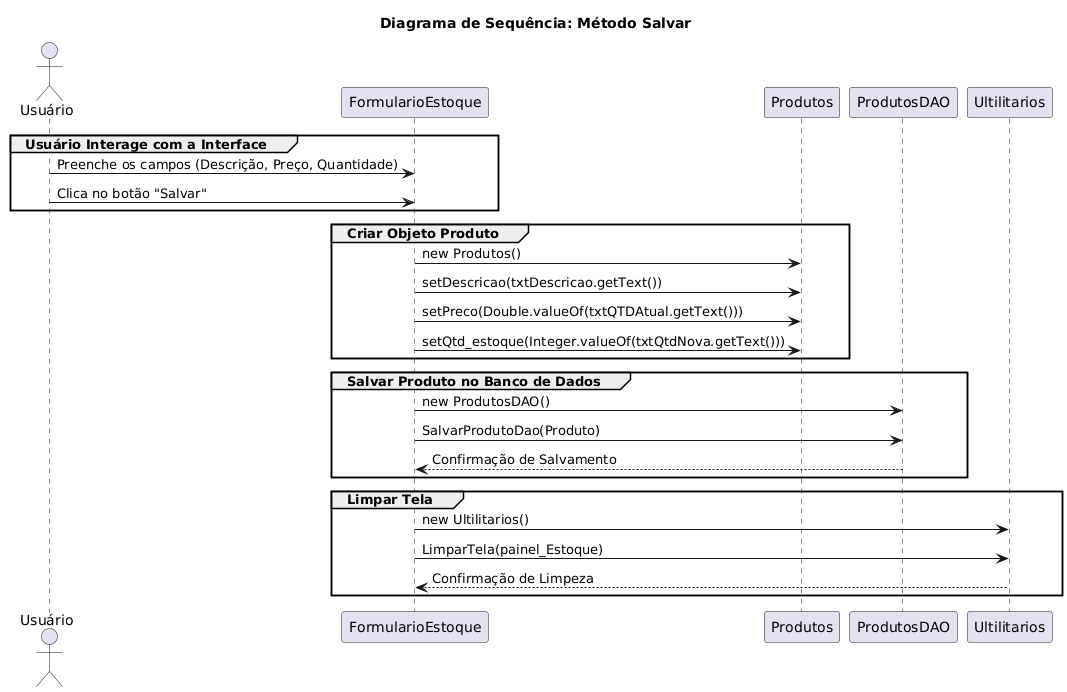 Diagrama de Sequência: Método Salvar
Usuário
FormularioEstoque
Produtos
ProdutosDAO
Ultilitarios
Usuário Interage com a Interface
Preenche os campos (Descrição, Preço, Quantidade)
Clica no botão "Salvar"
Criar Objeto Produto
new Produtos()
setDescricao(txtDescricao.getText())
setPreco(Double.valueOf(txtQTDAtual.getText()))
setQtd_estoque(Integer.valueOf(txtQtdNova.getText()))
Salvar Produto no Banco de Dados
new ProdutosDAO()
SalvarProdutoDao(Produto)
Confirmação de Salvamento
Limpar Tela
new Ultilitarios()
LimparTela(painel_Estoque)
Confirmação de Limpeza
Usuário
FormularioEstoque
Produtos
ProdutosDAO
Ultilitarios